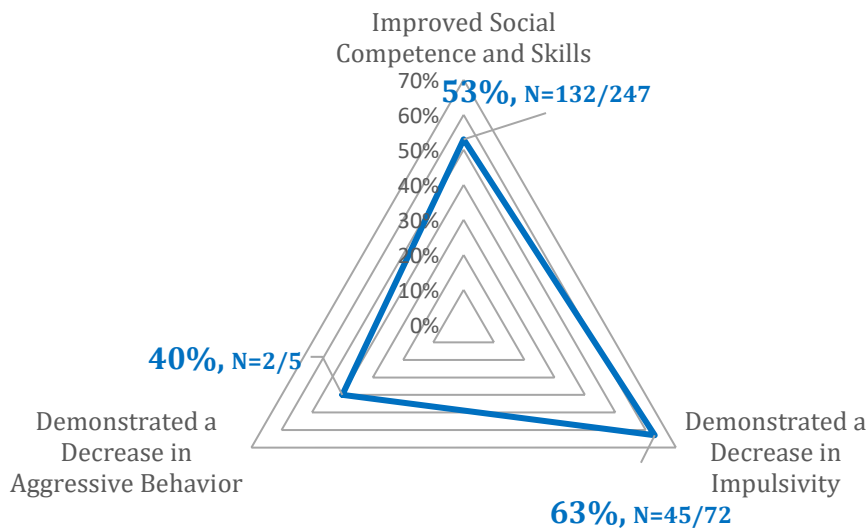 Improved Social
Competence and Skills
70%
53%, N=132/247
60%
50%
40%
30%
20%
10%
0%
40%, N=2/5
Demonstrated a
Decrease in
Aggressive Behavior
Demonstrated a
Decrease in
Impulsivity
63%, N=45/72